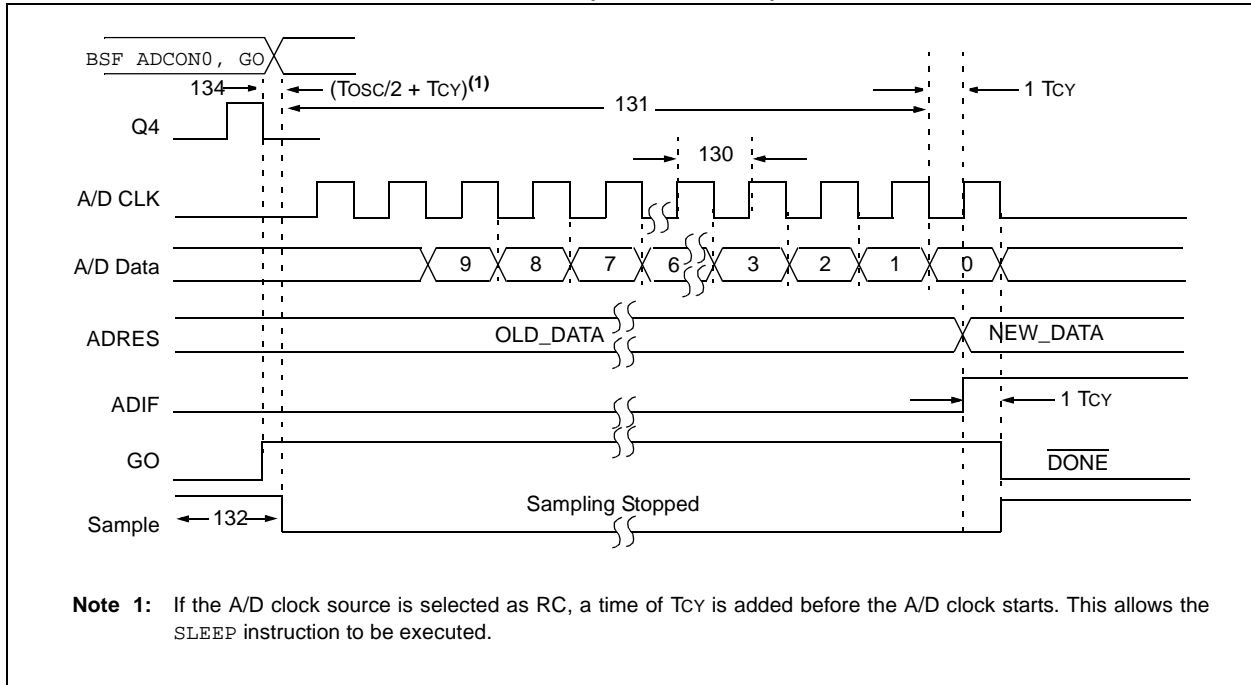 BSF ADCON0, GO
134 (TOSC/2 + TCY)(1) 131 1 TCY
Q4
130
A/D CLK
A/D Data 9 8 7 6 3 2 1 0
ADRES OLD_DATA NEW_DATA
ADIF 1 TCY
GO DONE
Sample 132 Sampling Stopped
Note 1: If the A/D clock source is selected as RC, a time of TCY is added before the A/D clock starts. This allows the
SLEEP instruction to be executed.